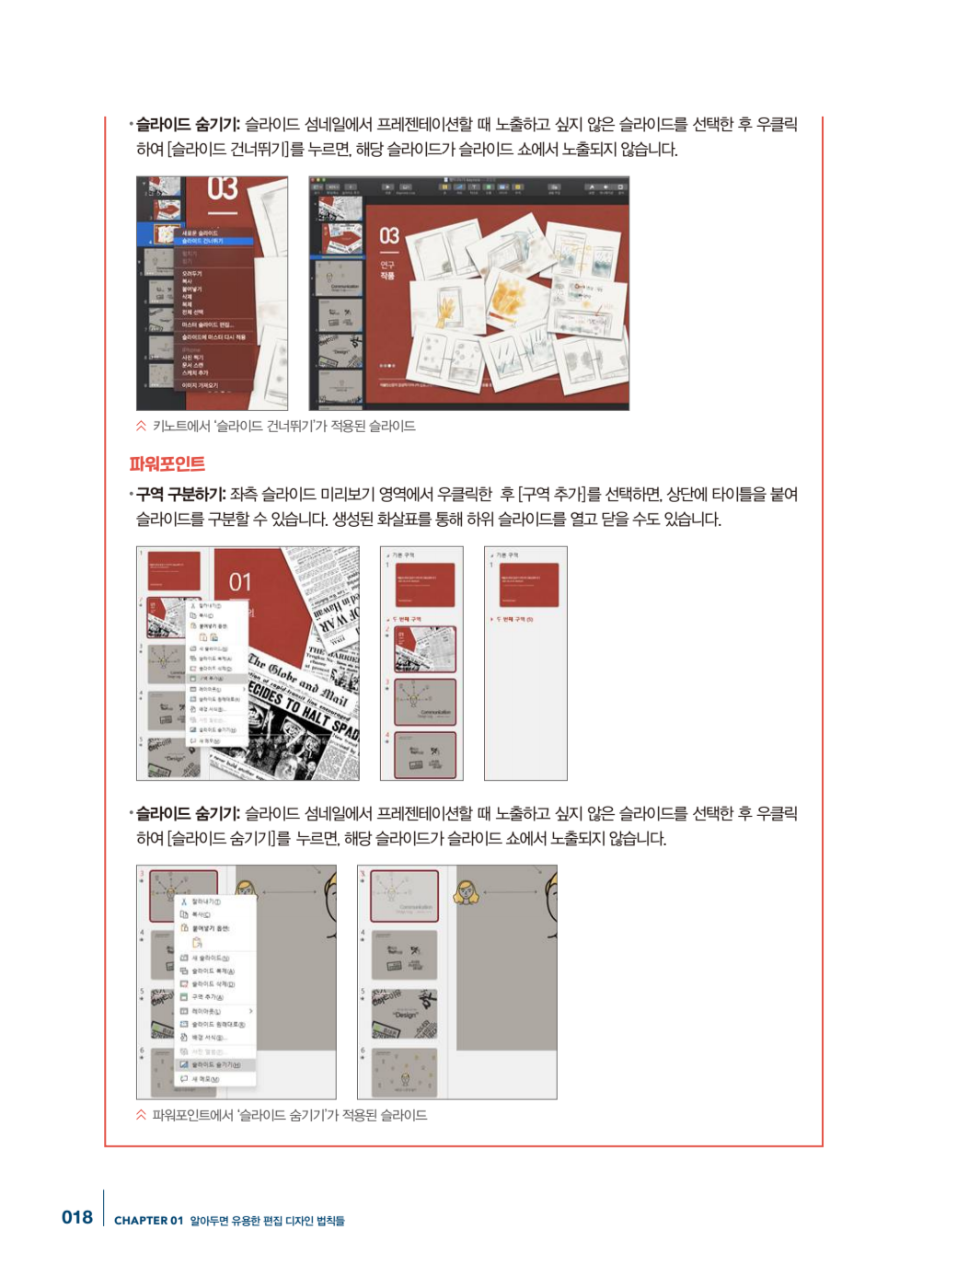 • 슬라이드 숨기기: 슬라이드 섬네일에서 프레젠테이션할 때 노출하고 싶지 않은 슬라이드를 선택한 후 우클릭
하여 [슬라이드 건너뛰기]를 누르면, 해당 슬라이드가 슬라이드 쇼에서 노출되지 않습니다.
03
새로운 슬라이드
슬라이드 건너뛰기
오려두기
복사
붙여넣기
삭제
복제
전체 선택
마스터 슬라이드 편집...
슬라이드에 마스터 다시 적용
iPhone
사진 찍기
문서 스캔
스케치 추가
이미지 가져오기
03
연구
작품
키노트에서 '슬라이드 건너뛰기'가 적용된 슬라이드
파워포인트
• 구역 구분하기: 좌측 슬라이드 미리보기 영역에서 우클릭한 후 [구역 추가]를 선택하면, 상단에 타이틀을 붙여
슬라이드를 구분할 수 있습니다. 생성된 화살표를 통해 하위 슬라이드를 열고 닫을 수도 있습니다.
01
잘라내기(T)
복사(C)
붙여넣기 옵션:
새 슬라이드(N)
슬라이드 복제(A)
슬라이드 삭제(D)
구역 추가(A)
레이아웃(L)
배경 서식(B)...
슬라이드 숨기기(H)
새 메모(M)
The Globe and Mail
DECIDES TO HALT SPAD
기본 구역
두 번째 구역
Communication
기본 구역
두 번째 구역 (5)
• 슬라이드 숨기기: 슬라이드 섬네일에서 프레젠테이션할 때 노출하고 싶지 않은 슬라이드를 선택한 후 우클릭
하여 [슬라이드 숨기기]를 누르면, 해당 슬라이드가 슬라이드 쇼에서 노출되지 않습니다.
3
4
5
6
잘라내기(T)
복사(C)
붙여넣기 옵션:
새 슬라이드(N)
슬라이드 복제(A)
슬라이드 삭제(D)
구역 추가(A)
레이아웃(L)
슬라이드 원래대로(R)
배경 서식(B)...
사진 앨범(P)...
슬라이드 숨기기(H)
새 메모(M)
3
Communication
4
5
"Design"
6
파워포인트에서 '슬라이드 숨기기'가 적용된 슬라이드
018
CHAPTER 01 알아두면 유용한 편집 디자인 법칙들